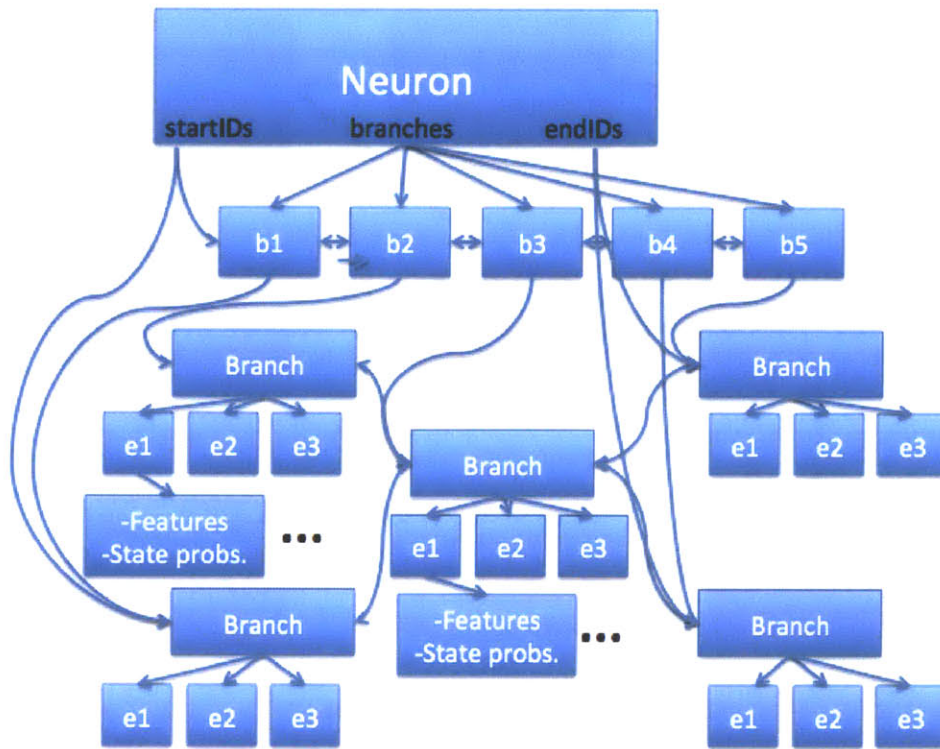 Neuron
startIDs branches endIDs
b1 b2 b3 b4 b5
Branch
Branch
e1 e2 e3
e1 e2 e3
Branch
-Features
-State probs.
...
e1 e2 e3
Branch
Branch
-Features
-State probs.
...
e1 e2 e3
e1 e2 e3